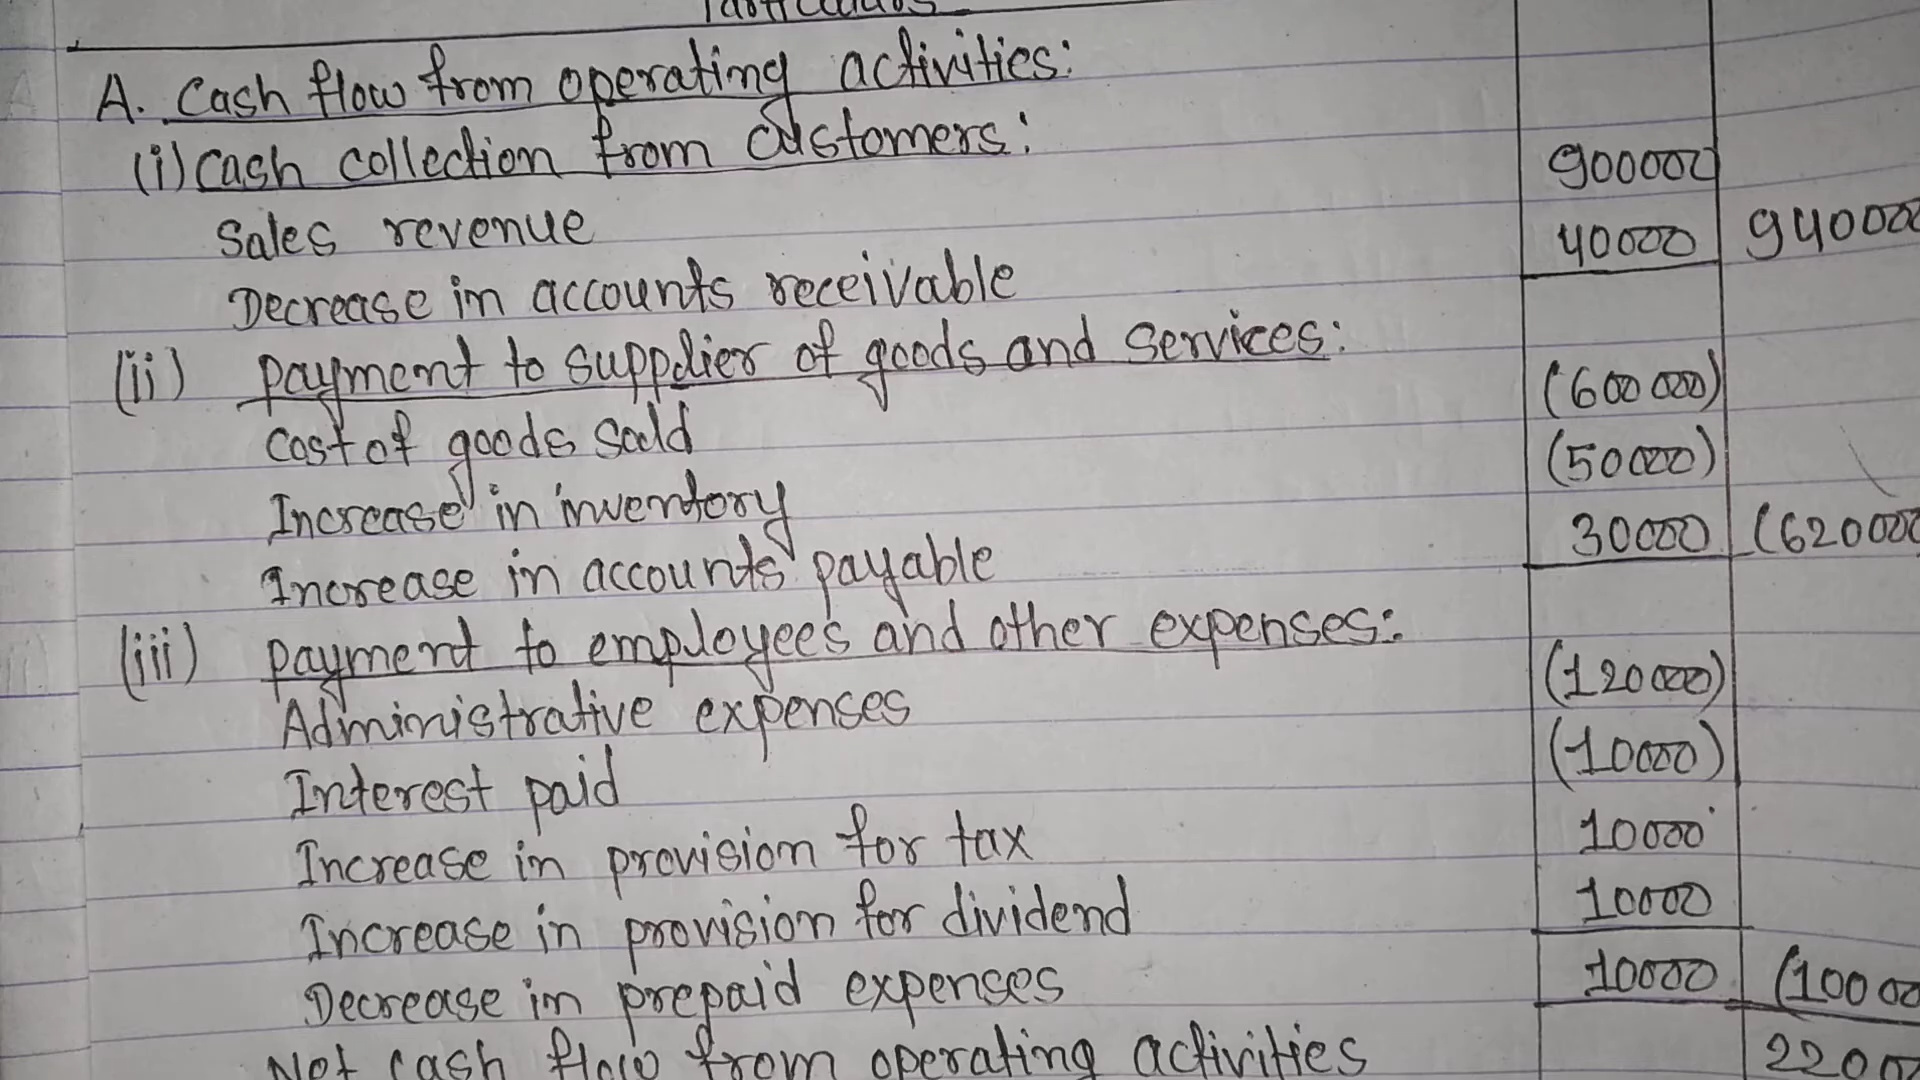 A. Cash flow from operating activities:
(i) Cash collection from customers:
Sales revenue 900000
Decrease in accounts receivable 40000 940000
(ii) payment to supplier of goods and services:
Cost of goods sold (600000)
Increase in inventory (50000)
Increase in accounts payable 30000 (620000
(iii) payment to employees and other expenses:
Administrative expenses (120000)
Interest paid (10000)
Increase in provision for tax 10000
Increase in provision for dividend 10000
Decrease in prepaid expenses 10000 (10000
Net cash flow from operating activities 2200